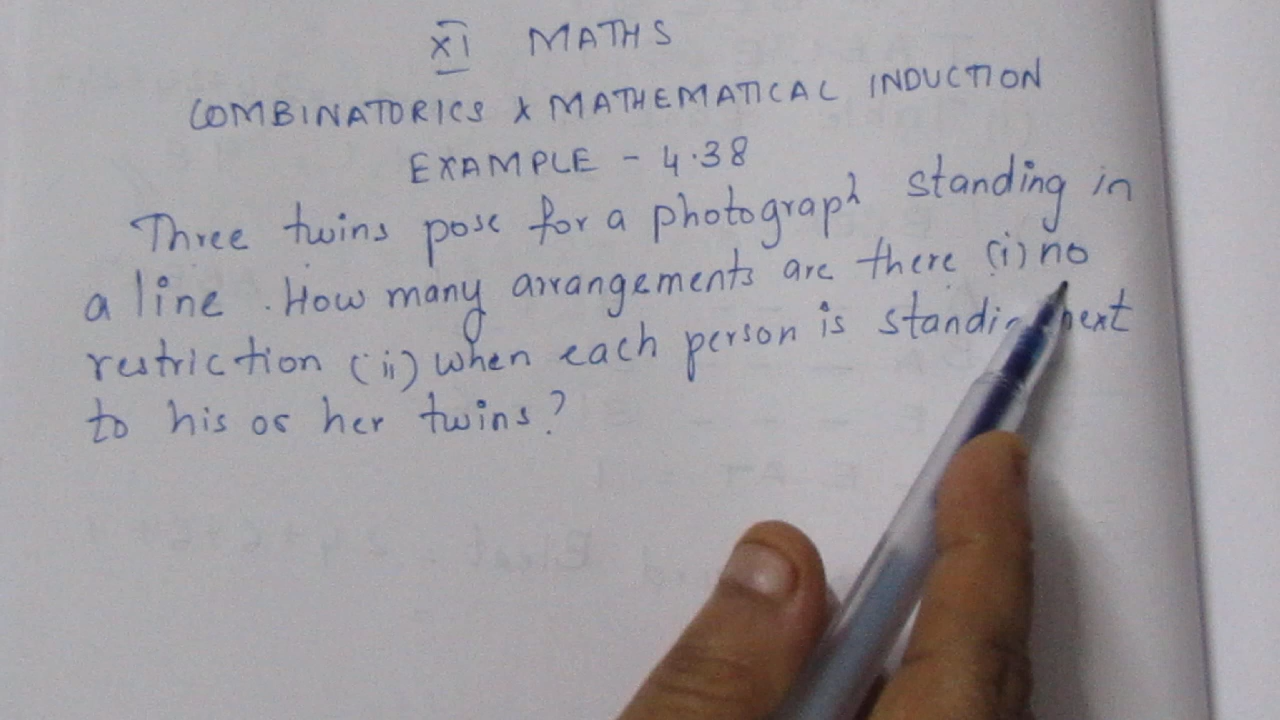 XI MATHS
COMBINATORICS & MATHEMATICAL INDUCTION
EXAMPLE - 4.38
Three twins pose for a photograph standing in
a line. How many arrangements are there (i) no
restriction (ii) when each person is next
to his or her twins?